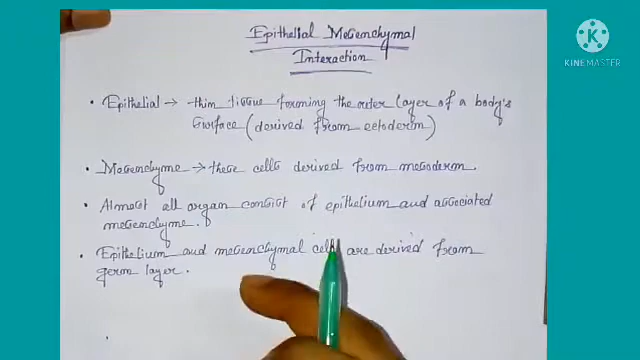 Epithelial Mesenchymal
Interaction
• Epithelial → thin tissue forming the outer layer of a body's
surface (derived from ectoderm)
• Mesenchyme → these cells derived from mesoderm.
• Almost all organ consist of epithelium and associated
mesenchyme.
• Epithelium and mesenchymal cells are derived from
germ layer.
K
KINEMASTER